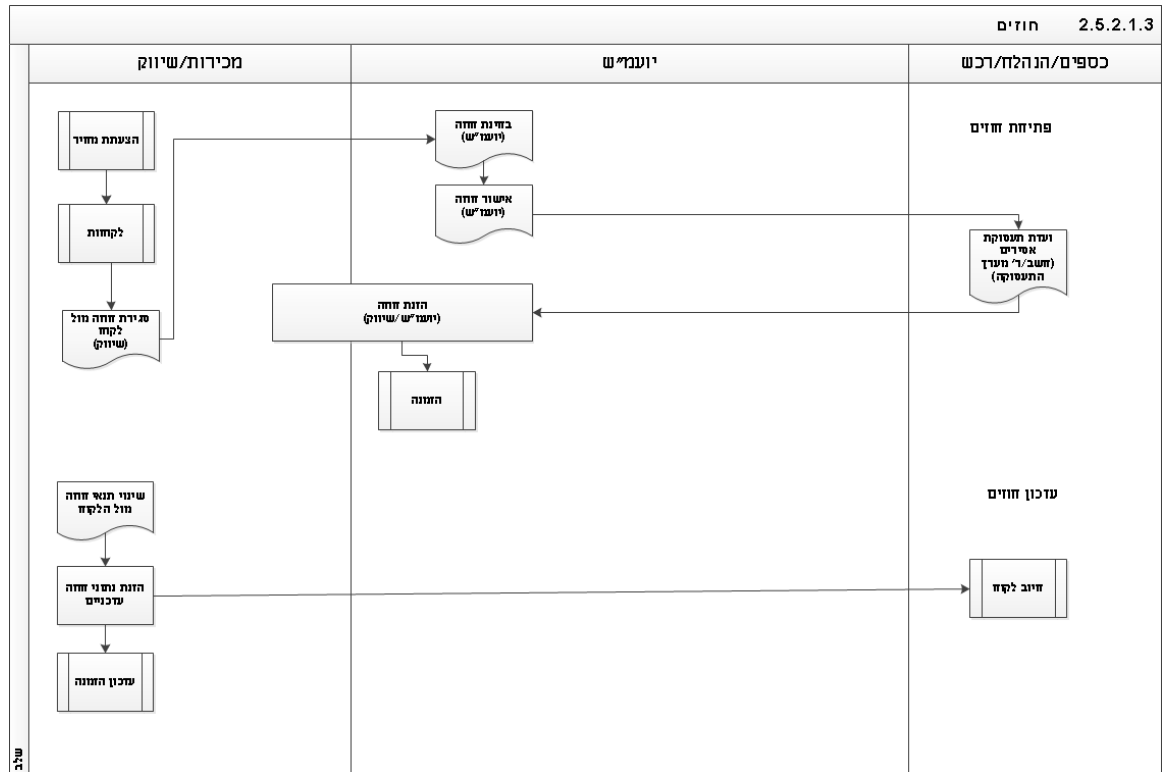 2.5.2.1.3 חוזים
כספים/הנהלה/רכש
יועמ"ש
מכירות/שיווק
פתיחת חוזים
הצעתת מחיר
לקוחות
סגירת חוזה מול
לקוח
(שיווק)
בחינת חוזה
(יועמ"ש)
אישור חוזה
(יועמ"ש)
ועדת תעסוקת
אסירים
(חשב/ר' מערך
התעסוקה)
הזנת חוזה
(יועמ"ש/שיווק)
הזמנה
עדכון חוזים
שינוי תנאי חוזה
מול הלקוח
הזנת נתוני חוזה
עדכניים
חיוב לקוח
עדכון הזמנה
שלב